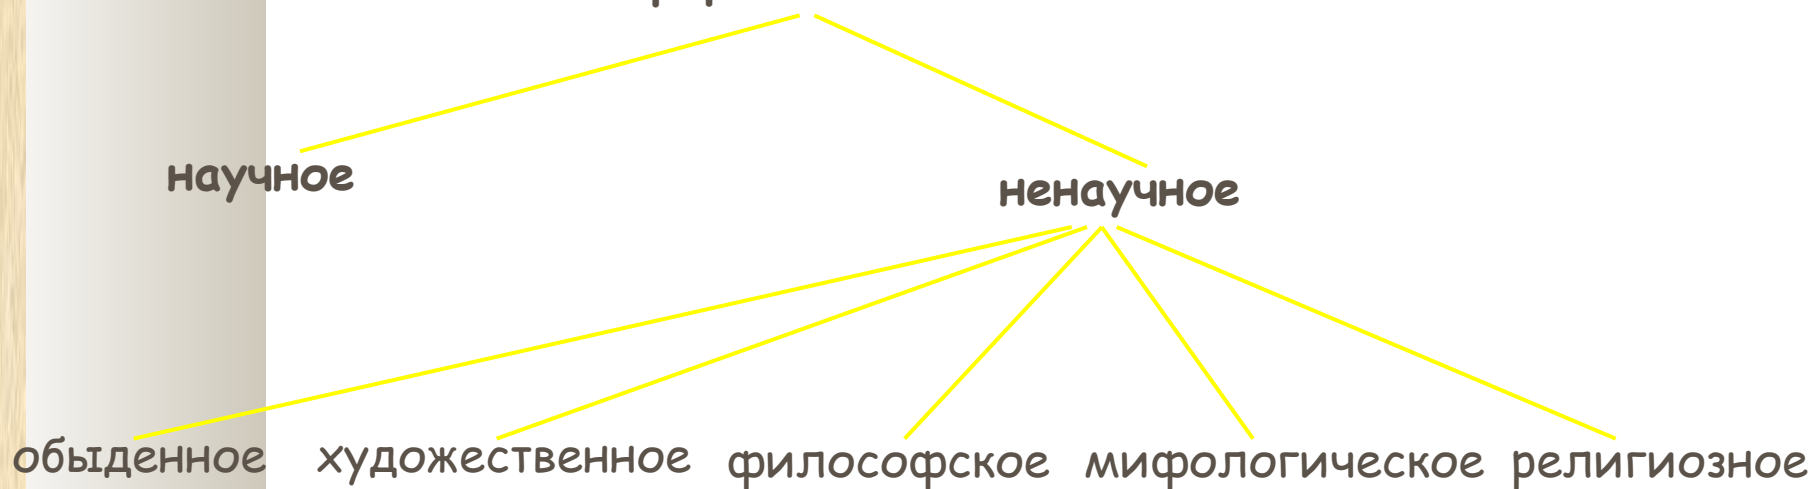 научное
ненаучное
обыденное художественное философское мифологическое религиозное